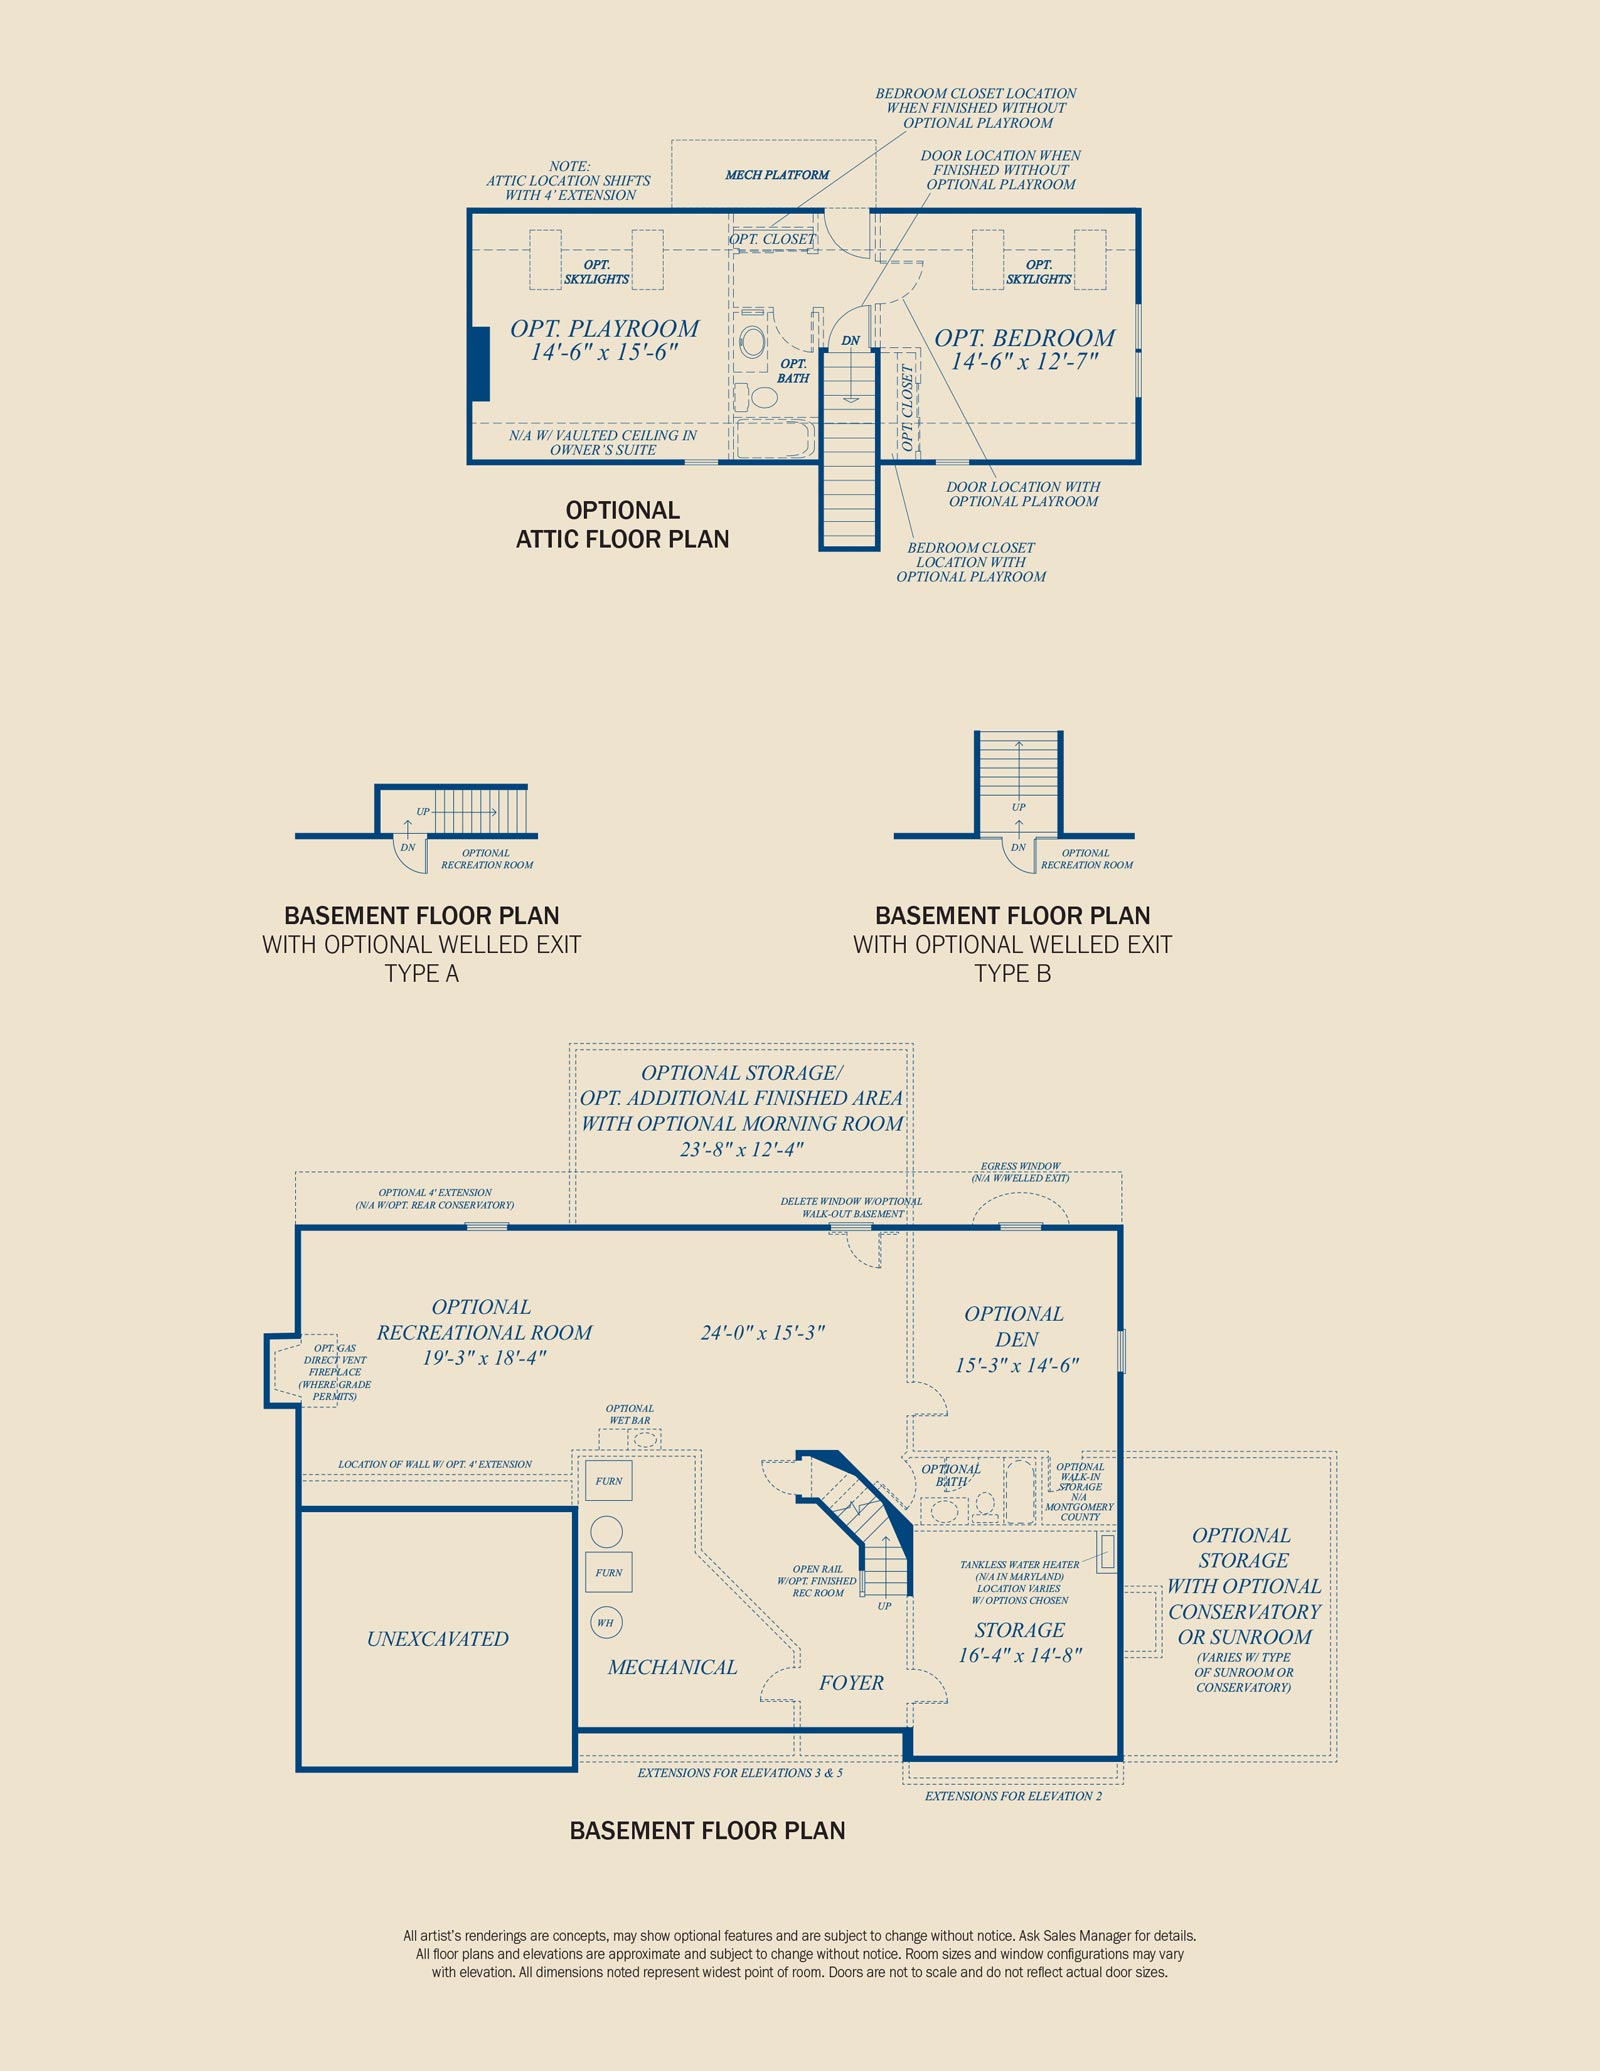 BEDROOM CLOSET LOCATION
WHEN FINISHED WITHOUT
OPTIONAL PLAYROOM
DOOR LOCATION WHEN
FINISHED WITHOUT
OPTIONAL PLAYROOM
NOTE:
ATTIC LOCATION SHIFTS
WITH 4' EXTENSION
MECH PLATFORM
OPT. CLOSET
OPT.
SKYLIGHTS
OPT.
SKYLIGHTS
OPT. PLAYROOM
14'-6" x 15'-6"
DN
OPT. BEDROOM
14'-6" x 12'-7"
OPT.
BATH
OPT. CLOSET
N/A W/ VAULTED CEILING IN
OWNER'S SUITE
DOOR LOCATION WITH
OPTIONAL PLAYROOM
OPTIONAL
ATTIC FLOOR PLAN
BEDROOM CLOSET
LOCATION WITH
OPTIONAL PLAYROOM
UP
DN
OPTIONAL
RECREATION ROOM
BASEMENT FLOOR PLAN
WITH OPTIONAL WELLED EXIT
TYPE A
UP
DN
OPTIONAL
RECREATION ROOM
BASEMENT FLOOR PLAN
WITH OPTIONAL WELLED EXIT
TYPE B
OPTIONAL STORAGE/
OPT. ADDITIONAL FINISHED AREA
WITH OPTIONAL MORNING ROOM
23'-8" x 12'-4"
EGRESS WINDOW
(N/A W/WELLED EXIT)
OPTIONAL 4' EXTENSION
(N/A W/OPT. REAR CONSERVATORY)
DELETE WINDOW W/OPTIONAL
WALK-OUT BASEMENT
OPTIONAL
RECREATIONAL ROOM
19'-3" x 18'-4"
24'-0" x 15'-3"
OPTIONAL
DEN
15'-3" x 14'-6"
OPT. GAS
DIRECT VENT
FIREPLACE
(WHERE GRADE
PERMITS)
OPTIONAL
WET BAR
LOCATION OF WALL W/ OPT. 4' EXTENSION
FURN
OPTIONAL
BATH
OPTIONAL
WALK-IN
STORAGE
N/A
MONTGOMERY
COUNTY
FURN
WH
OPEN RAIL
W/OPT. FINISHED
REC ROOM
UP
TANKLESS WATER HEATER
(N/A IN MARYLAND)
LOCATION VARIES
W/ OPTIONS CHOSEN
STORAGE
16'-4" x 14'-8"
OPTIONAL
STORAGE
WITH OPTIONAL
CONSERVATORY
OR SUNROOM
(VARIES W/ TYPE
OF SUNROOM OR
CONSERVATORY)
UNEXCAVATED
MECHANICAL
FOYER
EXTENSIONS FOR ELEVATIONS 3 & 5
EXTENSIONS FOR ELEVATION 2
BASEMENT FLOOR PLAN
All artist's renderings are concepts, may show optional features and are subject to change without notice. Ask Sales Manager for details.
All floor plans and elevations are approximate and subject to change without notice. Room sizes and window configurations may vary
with elevation. All dimensions noted represent widest point of room. Doors are not to scale and do not reflect actual door sizes.